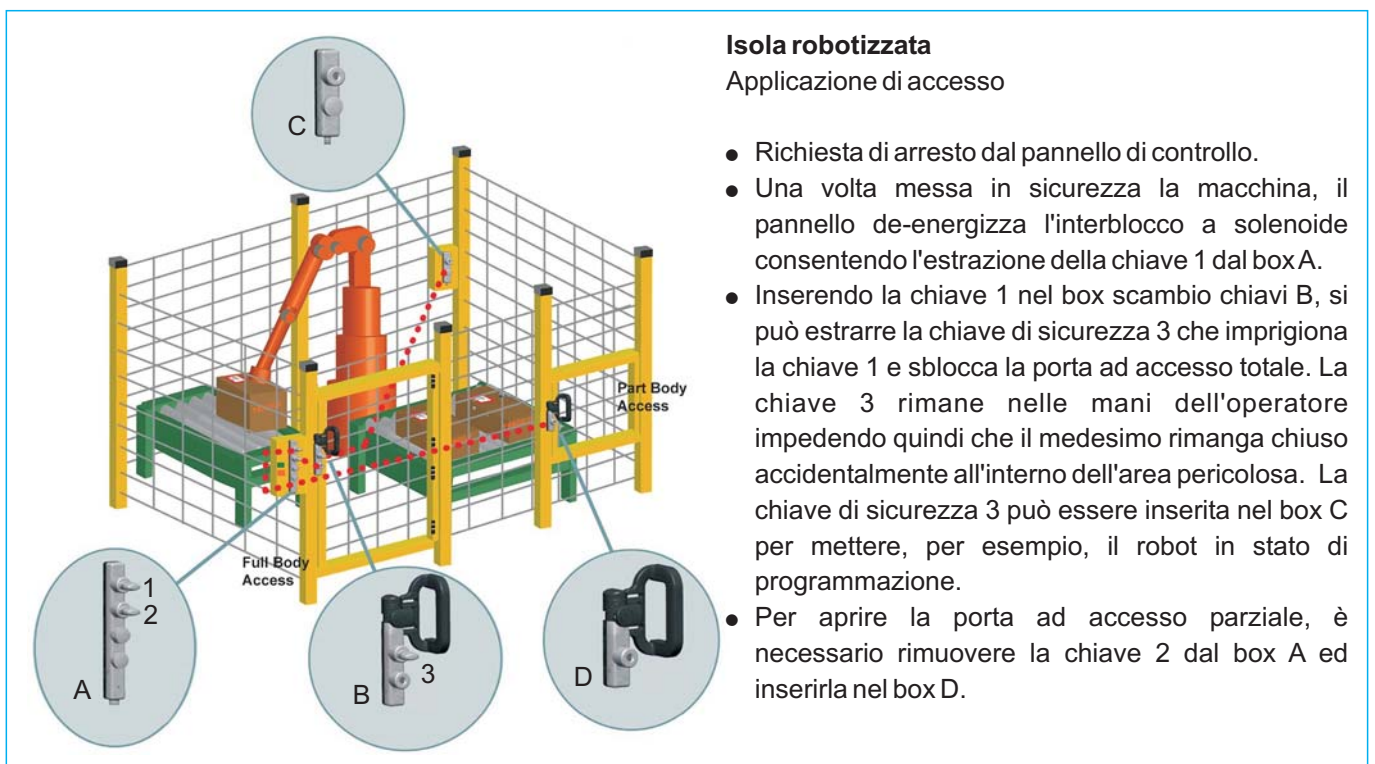 C
Part Body
Access
Full Body
Access
1
2
A
3
B
D
Isola robotizzata
Applicazione di accesso
● Richiesta di arresto dal pannello di controllo.
● Una volta messa in sicurezza la macchina, il
pannello de-energizza l'interblocco a solenoide
consentendo l'estrazione della chiave 1 dal box A.
● Inserendo la chiave 1 nel box scambio chiavi B, si
può estrarre la chiave di sicurezza 3 che imprigiona
la chiave 1 e sblocca la porta ad accesso totale. La
chiave 3 rimane nelle mani dell'operatore
impedendo quindi che il medesimo rimanga chiuso
accidentalmente all'interno dell'area pericolosa. La
chiave di sicurezza 3 può essere inserita nel box C
per mettere, per esempio, il robot in stato di
programmazione.
● Per aprire la porta ad accesso parziale, è
necessario rimuovere la chiave 2 dal box A ed
inserirla nel box D.